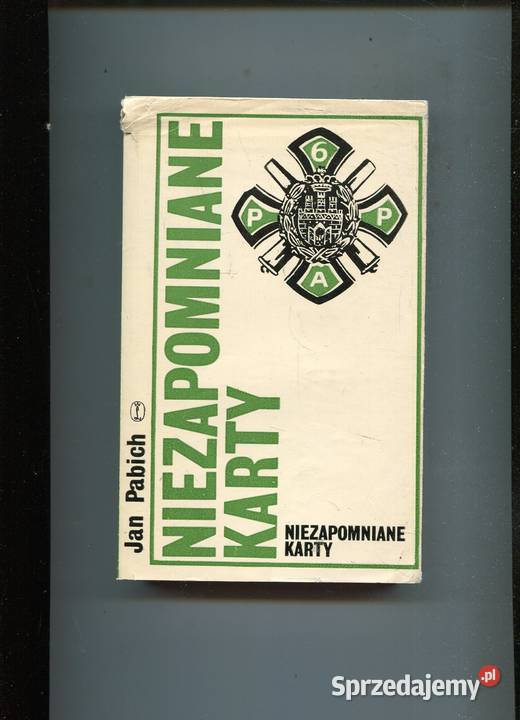 Jan Pabich
NIEZAPOMNIANE
KARTY
6
P P
A
NIEZAPOMNIANE
KARTY
Sprzedajemy.pl